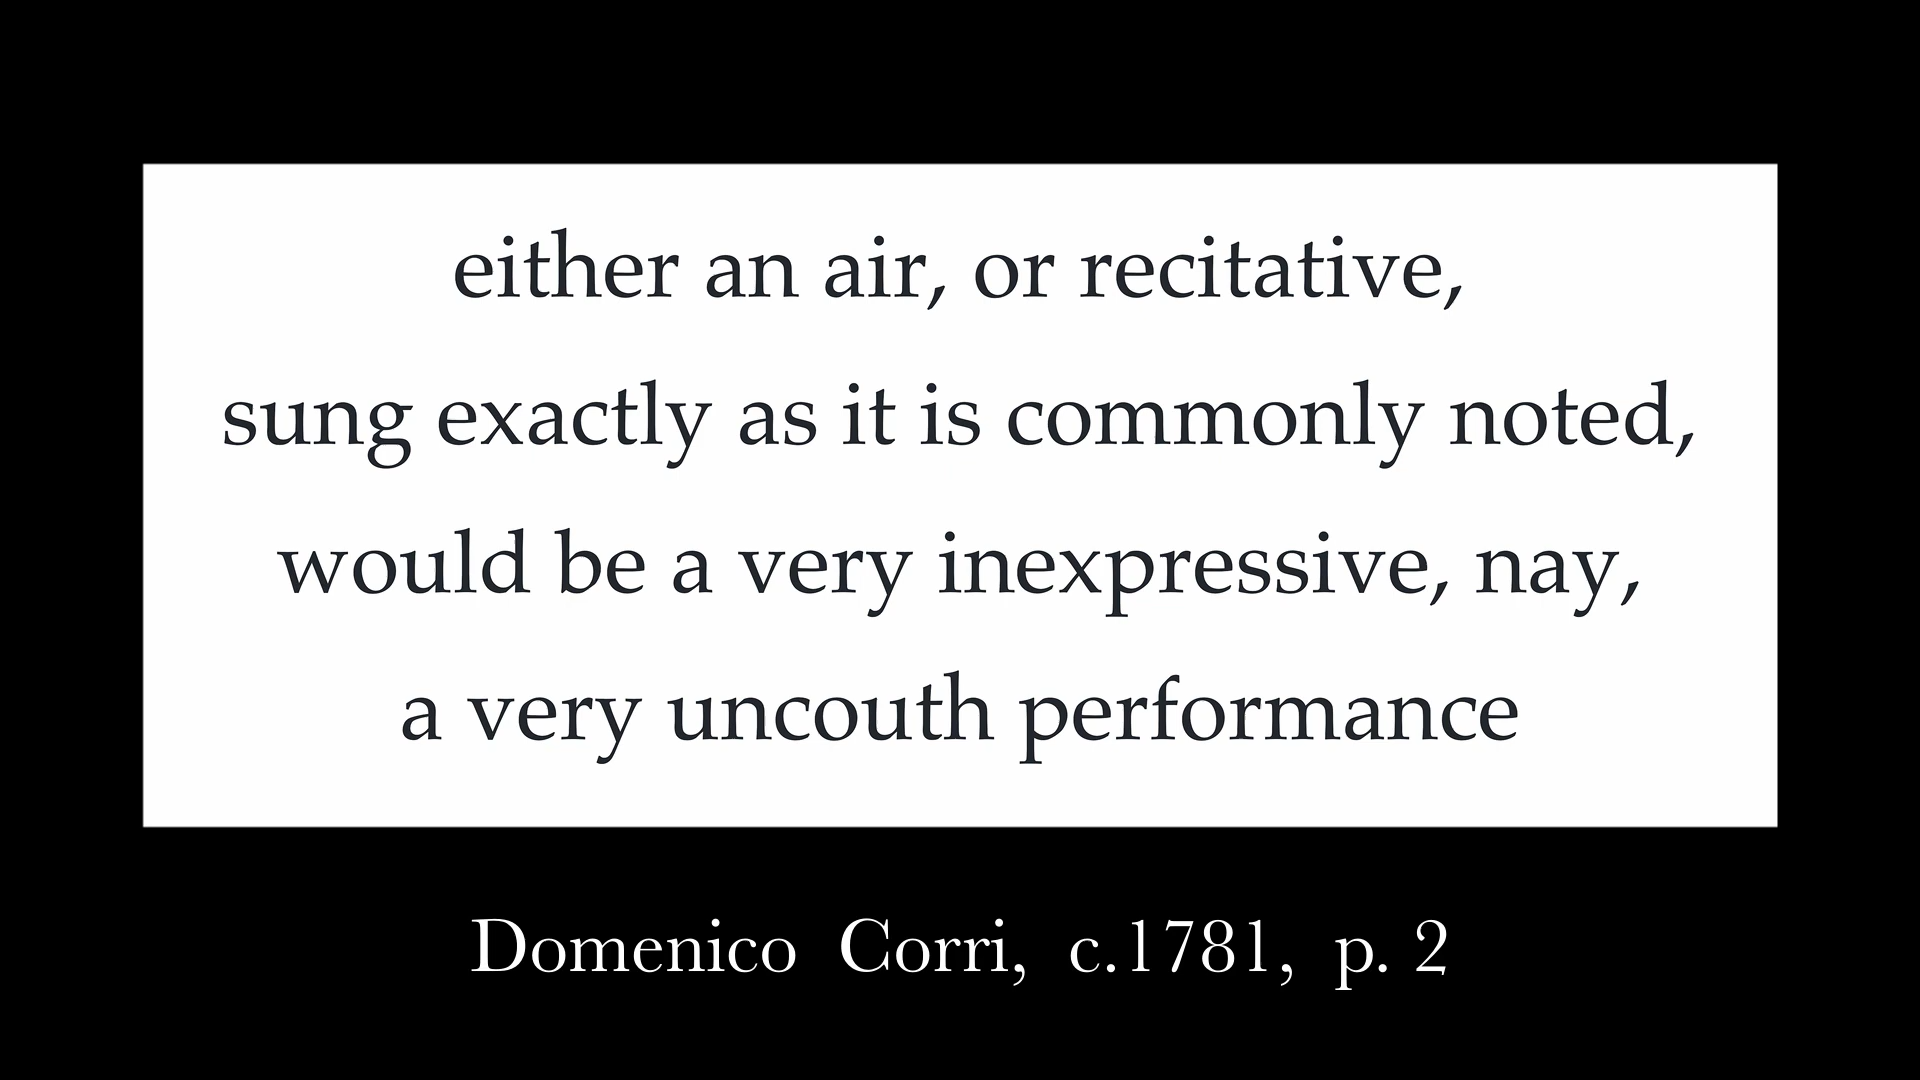 either an air, or recitative,
sung exactly as it is commonly noted,
would be a very inexpressive, nay,
a very uncouth performance
Domenico Corri, c.1781, p. 2